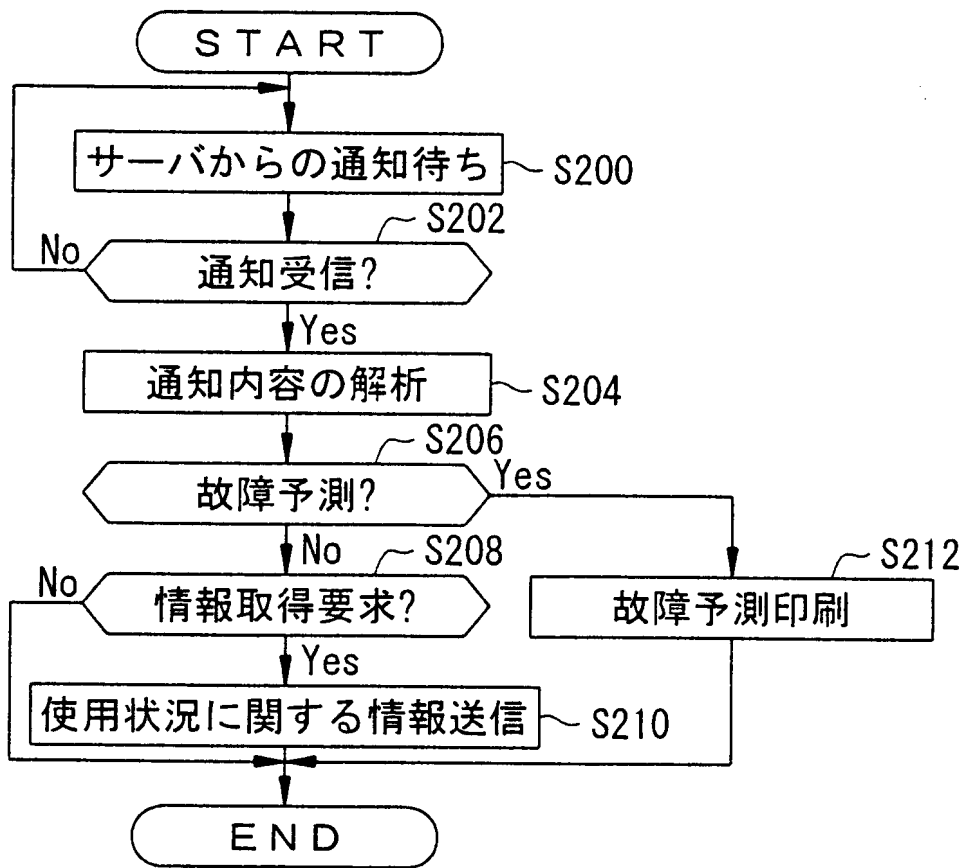 START
サーバからの通知待ち
S200
S202
No
通知受信?
Yes
通知内容の解析
S204
S206
故障予測?
Yes
No
S208
No
情報取得要求?
S212
故障予測印刷
Yes
使用状況に関する情報送信
S210
END